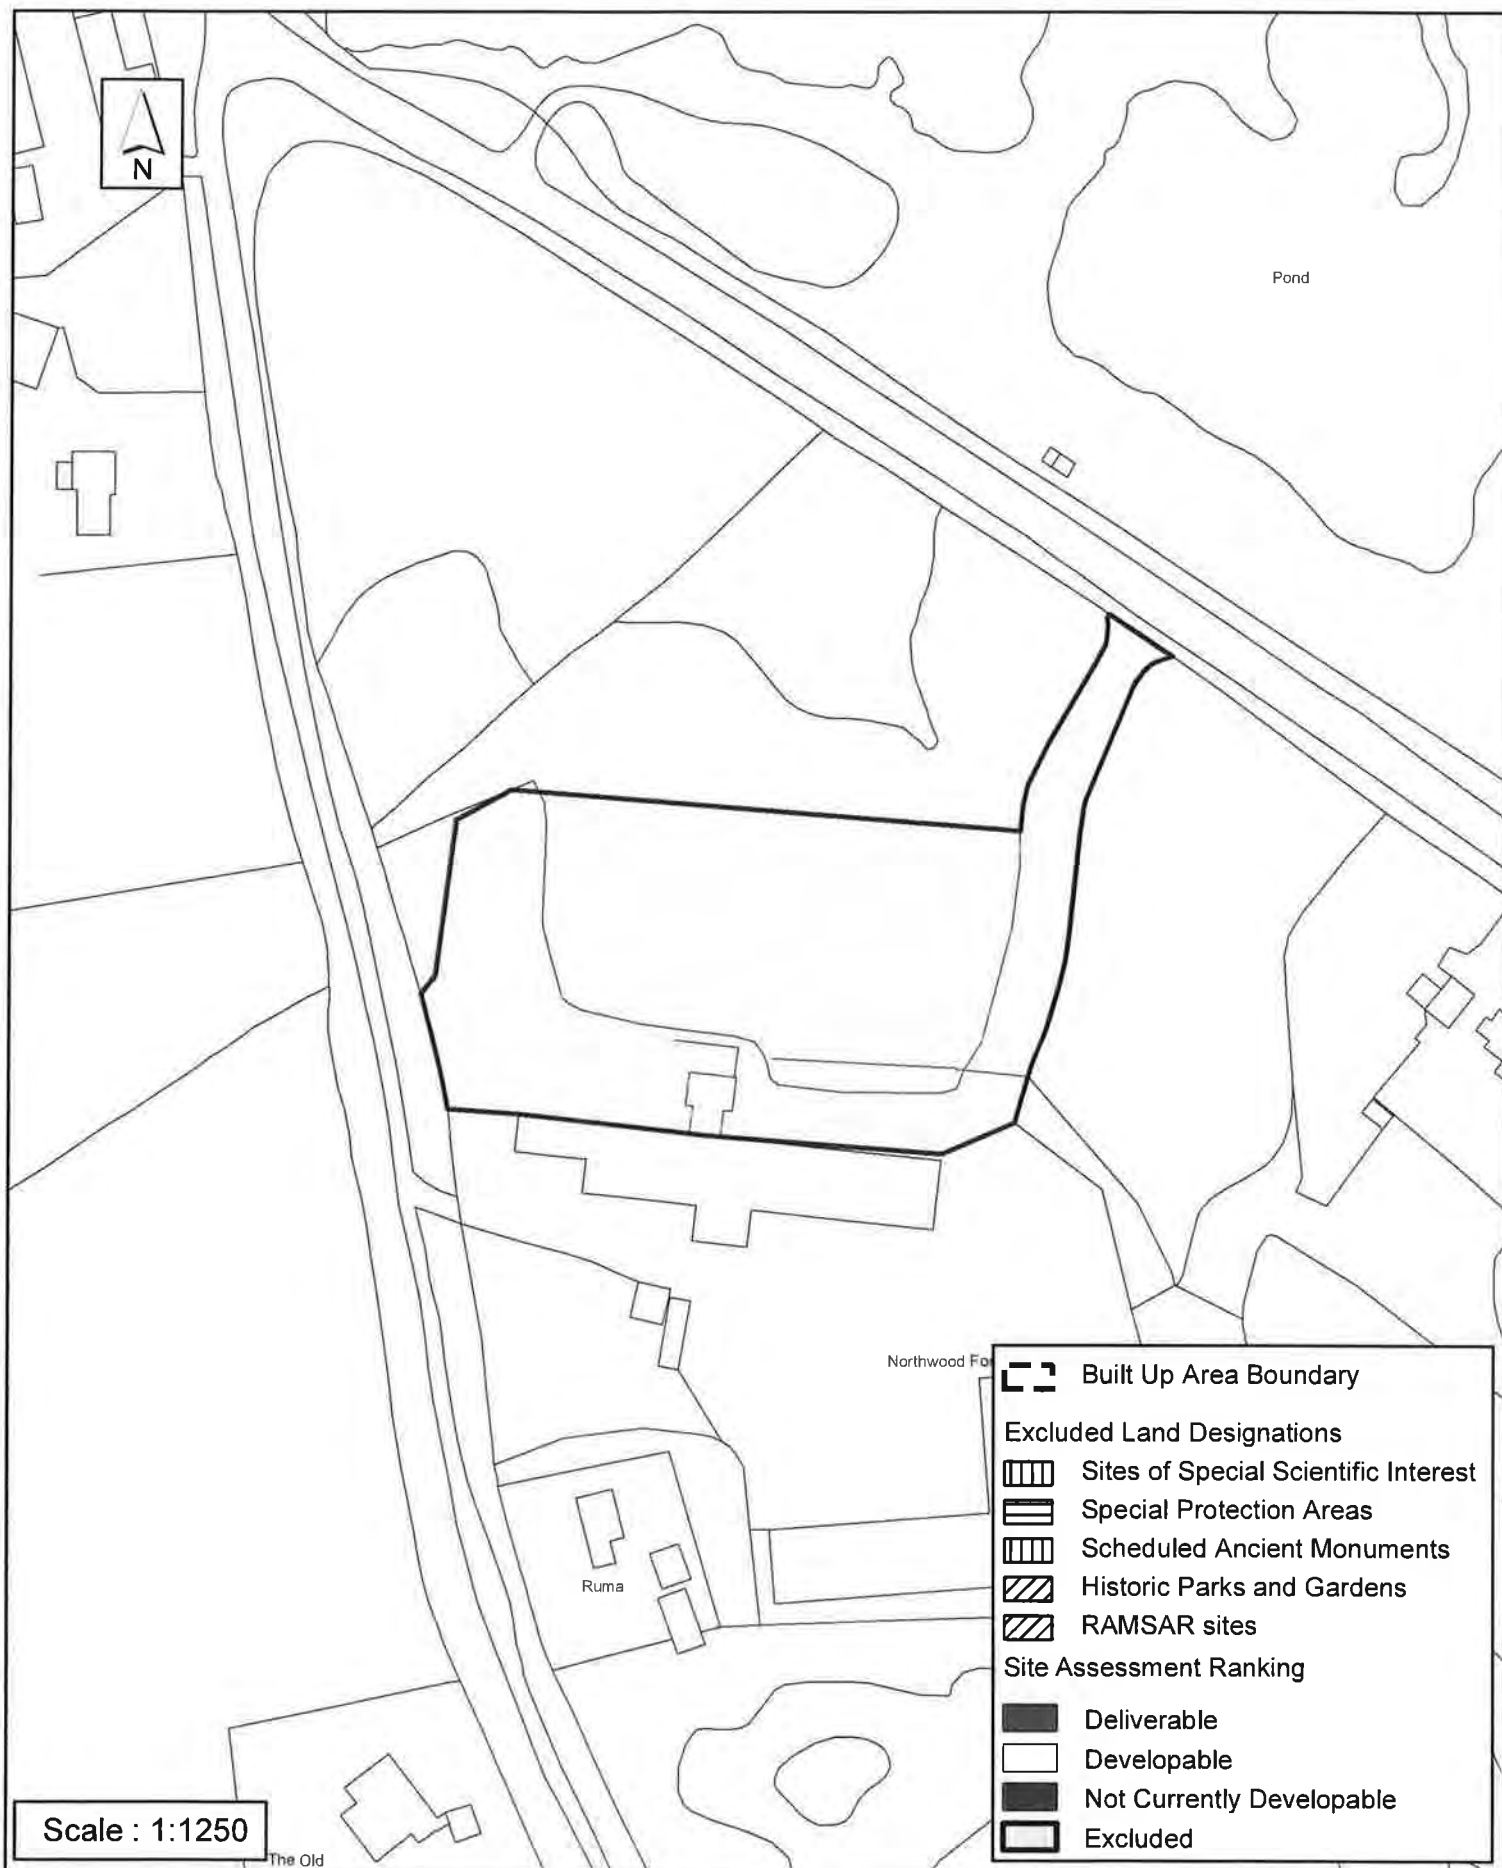 N
Pond
Northwood
Ruma
Built Up Area Boundary
Excluded Land Designations
Sites of Special Scientific Interest
Special Protection Areas
Scheduled Ancient Monuments
Historic Parks and Gardens
RAMSAR sites
Site Assessment Ranking
Deliverable
Developable
Not Currently Developable
Excluded
Scale : 1:1250
The Old